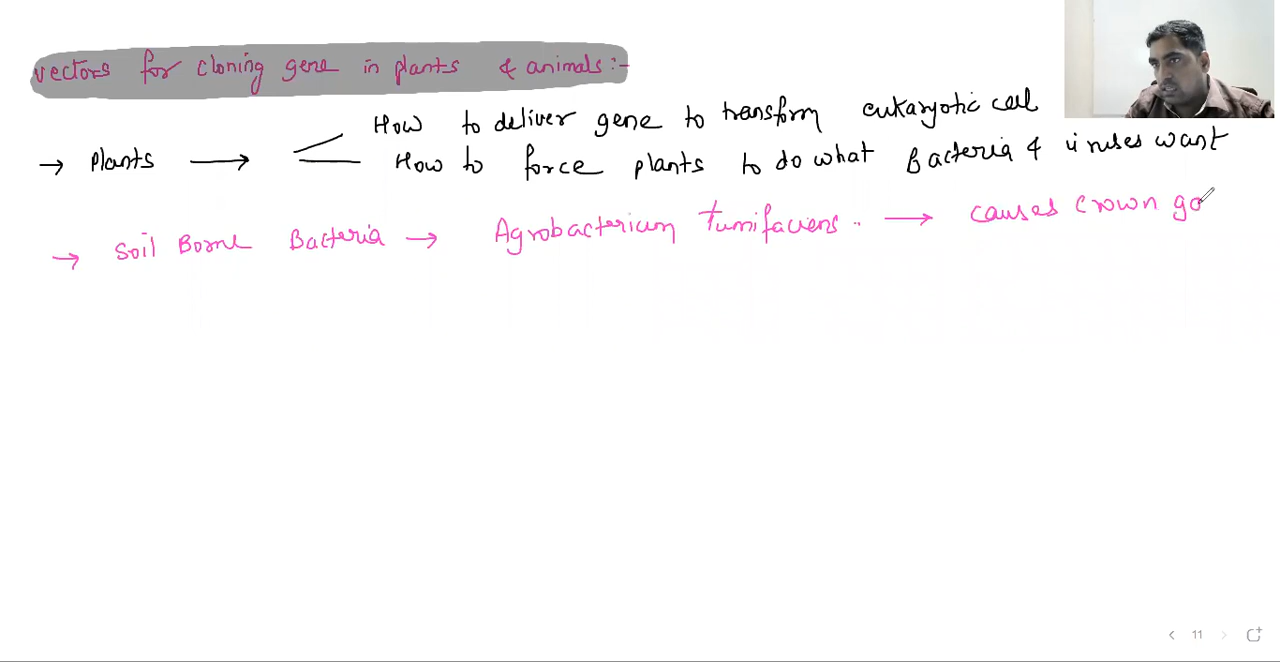 vectors for cloning gene in plants & animals:-
How to deliver gene to transform eukaryotic cell
→ Plants → How to force plants to do what Bacteria & viruses want
→ Soil Borne Bacteria → Agrobacterium tumifaciens .. → causes crown ga
< 11 >